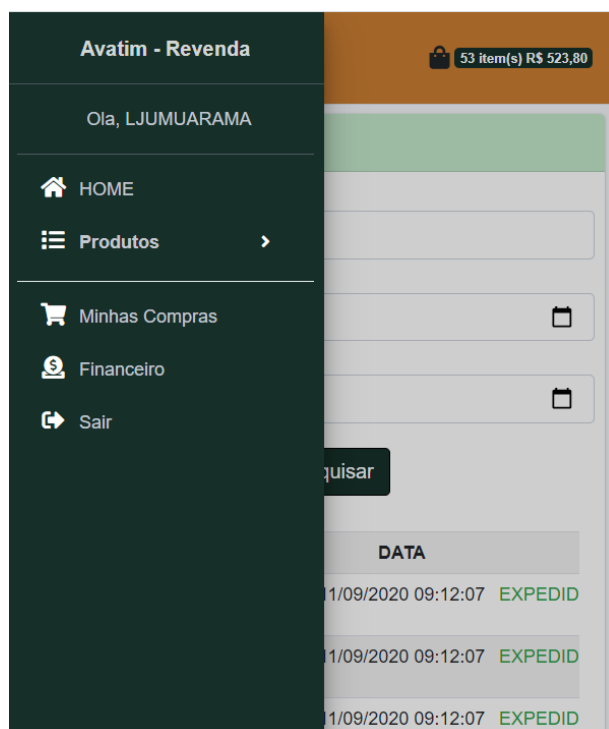 Avatim - Revenda
53 item(s) R$ 523,80
Ola, LJUMUARAMA
HOME
Produtos
Minhas Compras
Financeiro
Sair
quisar
DATA
1/09/2020 09:12:07 EXPEDID
1/09/2020 09:12:07 EXPEDID
1/09/2020 09:12:07 EXPEDID